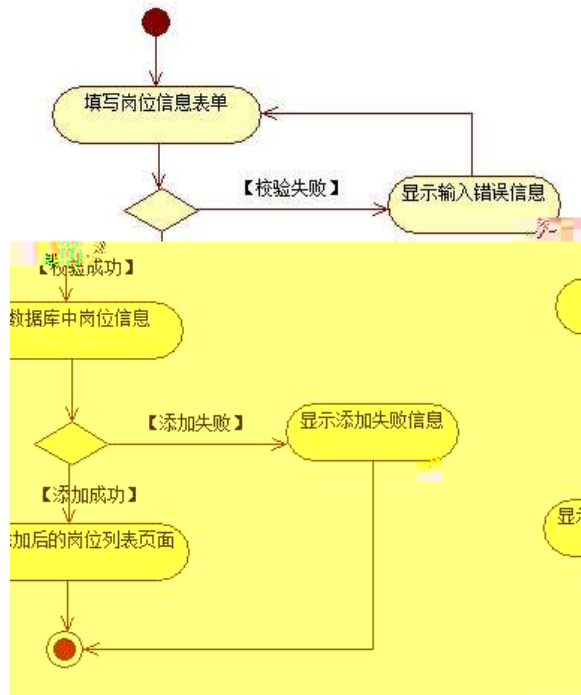 填写岗位信息表单
【校验失败】
显示输入错误信息
【校验成功】
数据库中岗位信息
【添加失败】
显示添加失败信息
【添加成功】
加后的岗位列表页面
显示